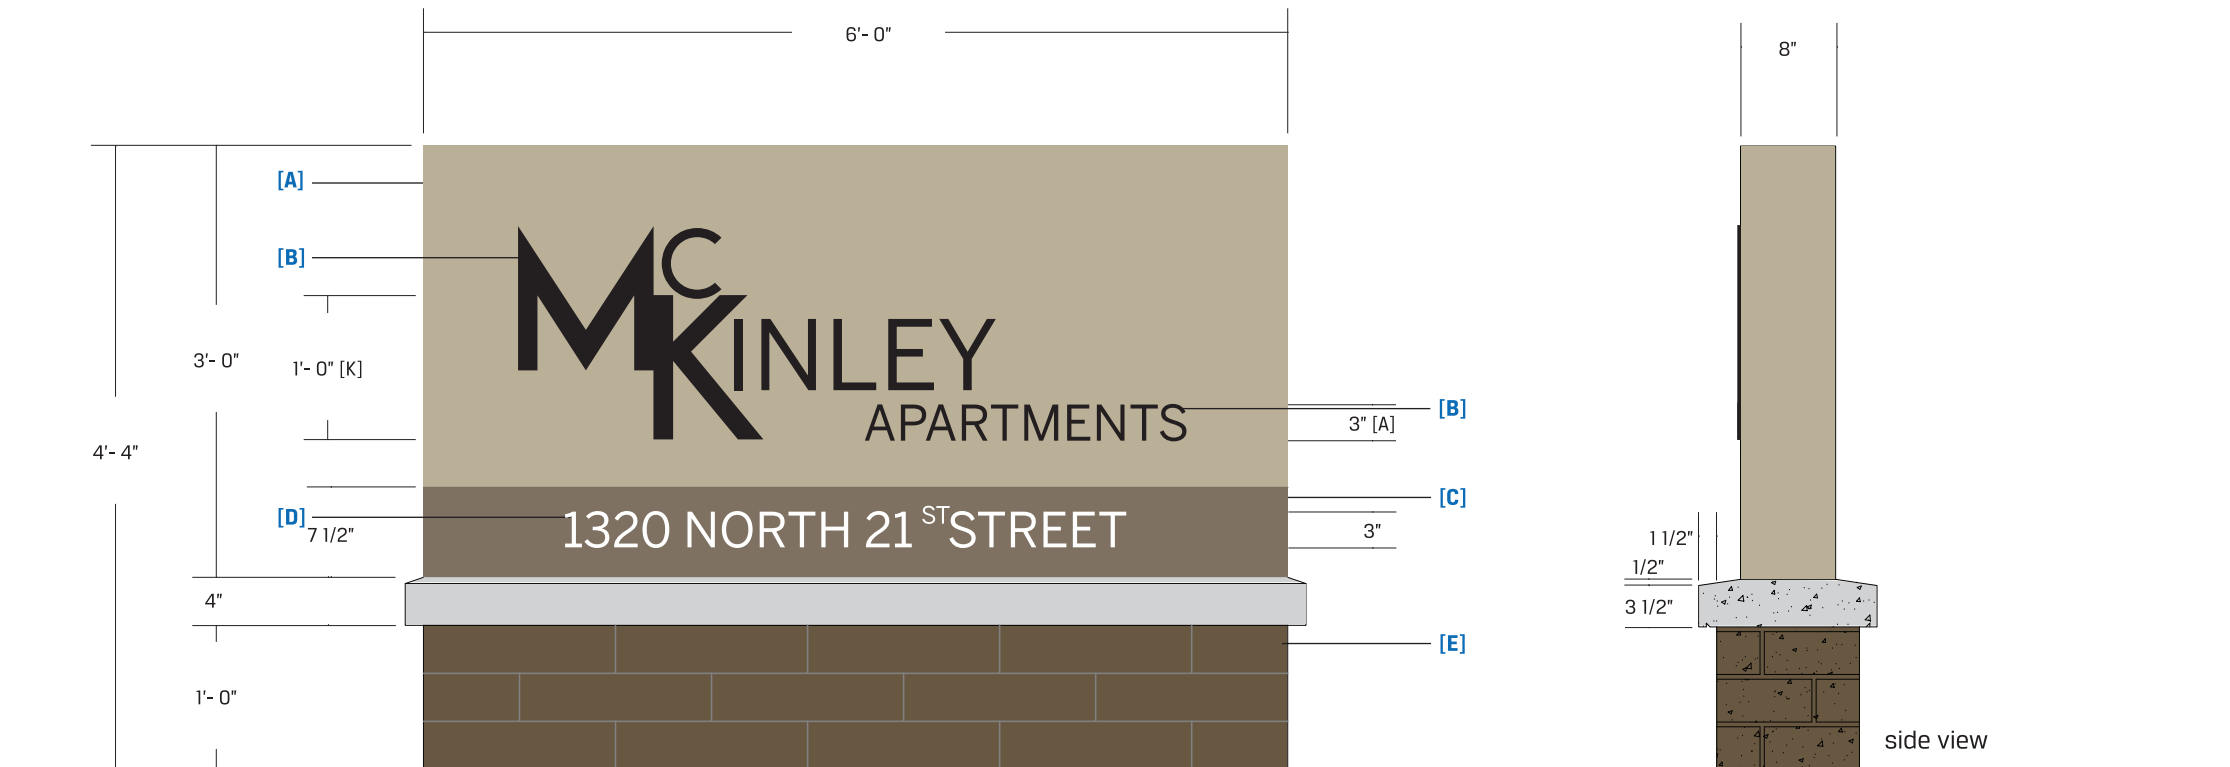 6'- 0"
8"
[A]
[B]
MCKINLEY
APARTMENTS
3'- 0"
1'- 0" [K]
4'- 4"
[B]
3" [A]
[C]
[D]
7 1/2"
1320 NORTH 21 ST STREET
3"
1 1/2"
1/2"
4"
3 1/2"
[E]
1'- 0"
side view